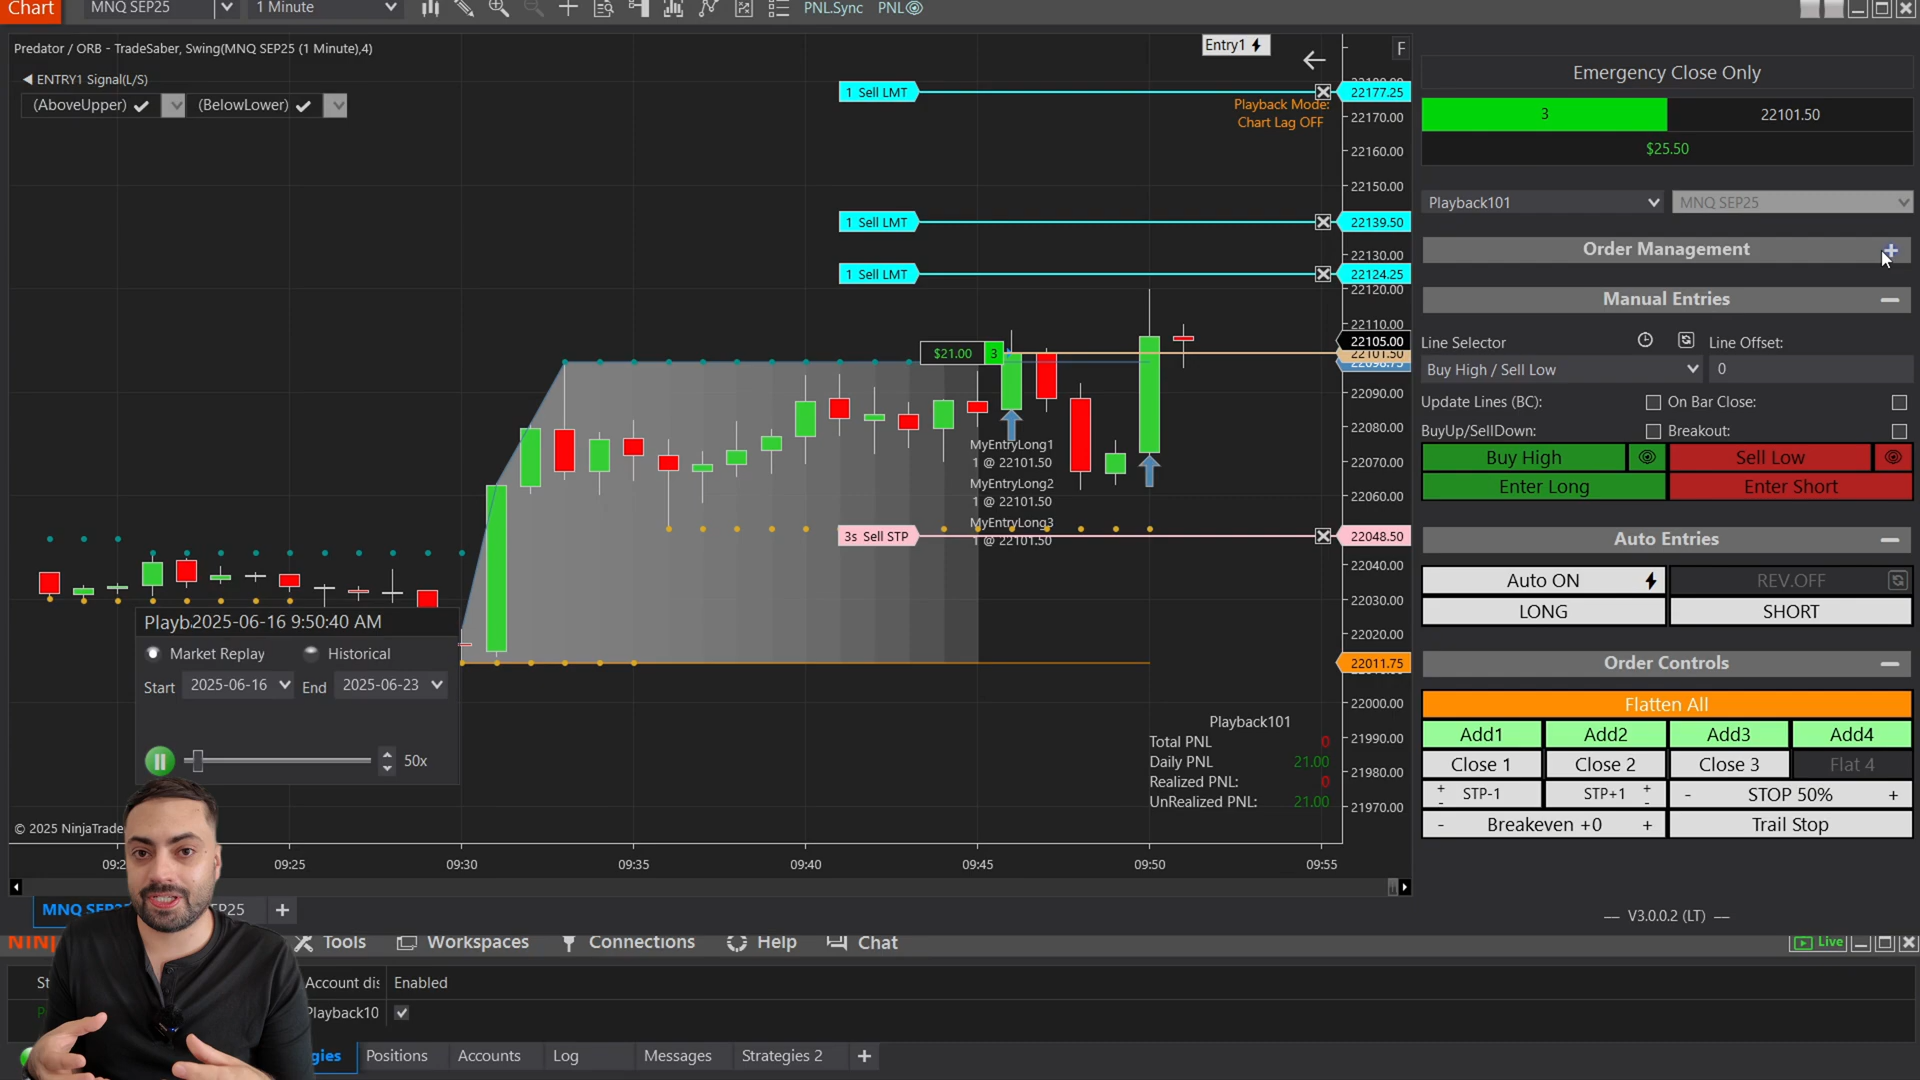 Chart
MNQ SEP25
1 Minute
PNL.Sync
PNL
Predator / ORB - TradeSaber, Swing(MNQ SEP25 (1 Minute),4)
ENTRY1 Signal(L/S)
(AboveUpper)
(BelowLower)
Entry1
F
1 Sell LMT
22177.25
Playback Mode:
Chart Lag OFF
22170.00
22160.00
22150.00
1 Sell LMT
22139.50
22130.00
1 Sell LMT
22124.25
22120.00
22110.00
22105.00
22101.50
$21.00
3
22090.00
22080.00
22070.00
22060.00
MyEntryLong1
1 @ 22101.50
MyEntryLong2
1 @ 22101.50
MyEntryLong3
1 @ 22101.50
3s Sell STP
22048.50
22040.00
22030.00
22020.00
22011.75
22000.00
21990.00
21980.00
21970.00
2025-06-16 9:50:40 AM
Market Replay
Historical
Start
2025-06-16
End
2025-06-23
50x
Playback101
Total PNL
0
Daily PNL
21.00
Realized PNL:
0
UnRealized PNL:
21.00
© 2025 NinjaTrade
09:25
09:30
09:35
09:40
09:45
09:50
09:55
Emergency Close Only
3
22101.50
$25.50
Playback101
MNQ SEP25
Order Management
Manual Entries
Line Selector
Line Offset:
Buy High / Sell Low
0
Update Lines (BC):
On Bar Close:
BuyUp/SellDown:
Breakout:
Buy High
Sell Low
Enter Long
Enter Short
Auto Entries
Auto ON
REV.OFF
LONG
SHORT
Order Controls
Flatten All
Add1
Add2
Add3
Add4
Close 1
Close 2
Close 3
Flat 4
+ - STP-1
STP+1 + -
- STOP 50% +
- Breakeven +0 +
Trail Stop
V3.0.0.2 (LT)
Tools
Workspaces
Connections
Help
Chat
Live
Enabled
Positions
Accounts
Log
Messages
Strategies 2